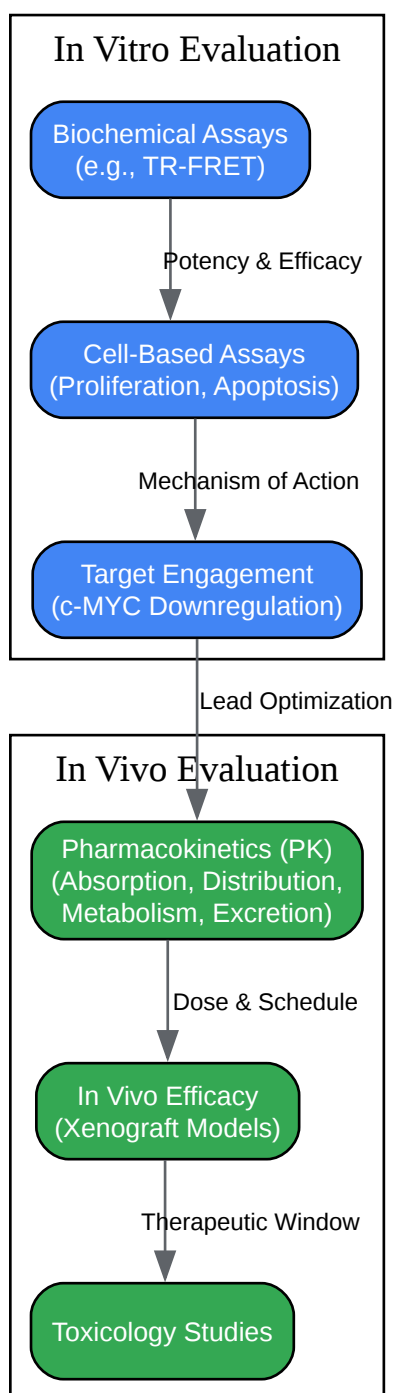 In Vitro Evaluation
Biochemical Assays
(e.g., TR-FRET)
Potency & Efficacy
Cell-Based Assays
(Proliferation, Apoptosis)
Mechanism of Action
Target Engagement
(c-MYC Downregulation)
Lead Optimization
In Vivo Evaluation
Pharmacokinetics (PK)
(Absorption, Distribution,
Metabolism, Excretion)
Dose & Schedule
In Vivo Efficacy
(Xenograft Models)
Therapeutic Window
Toxicology Studies